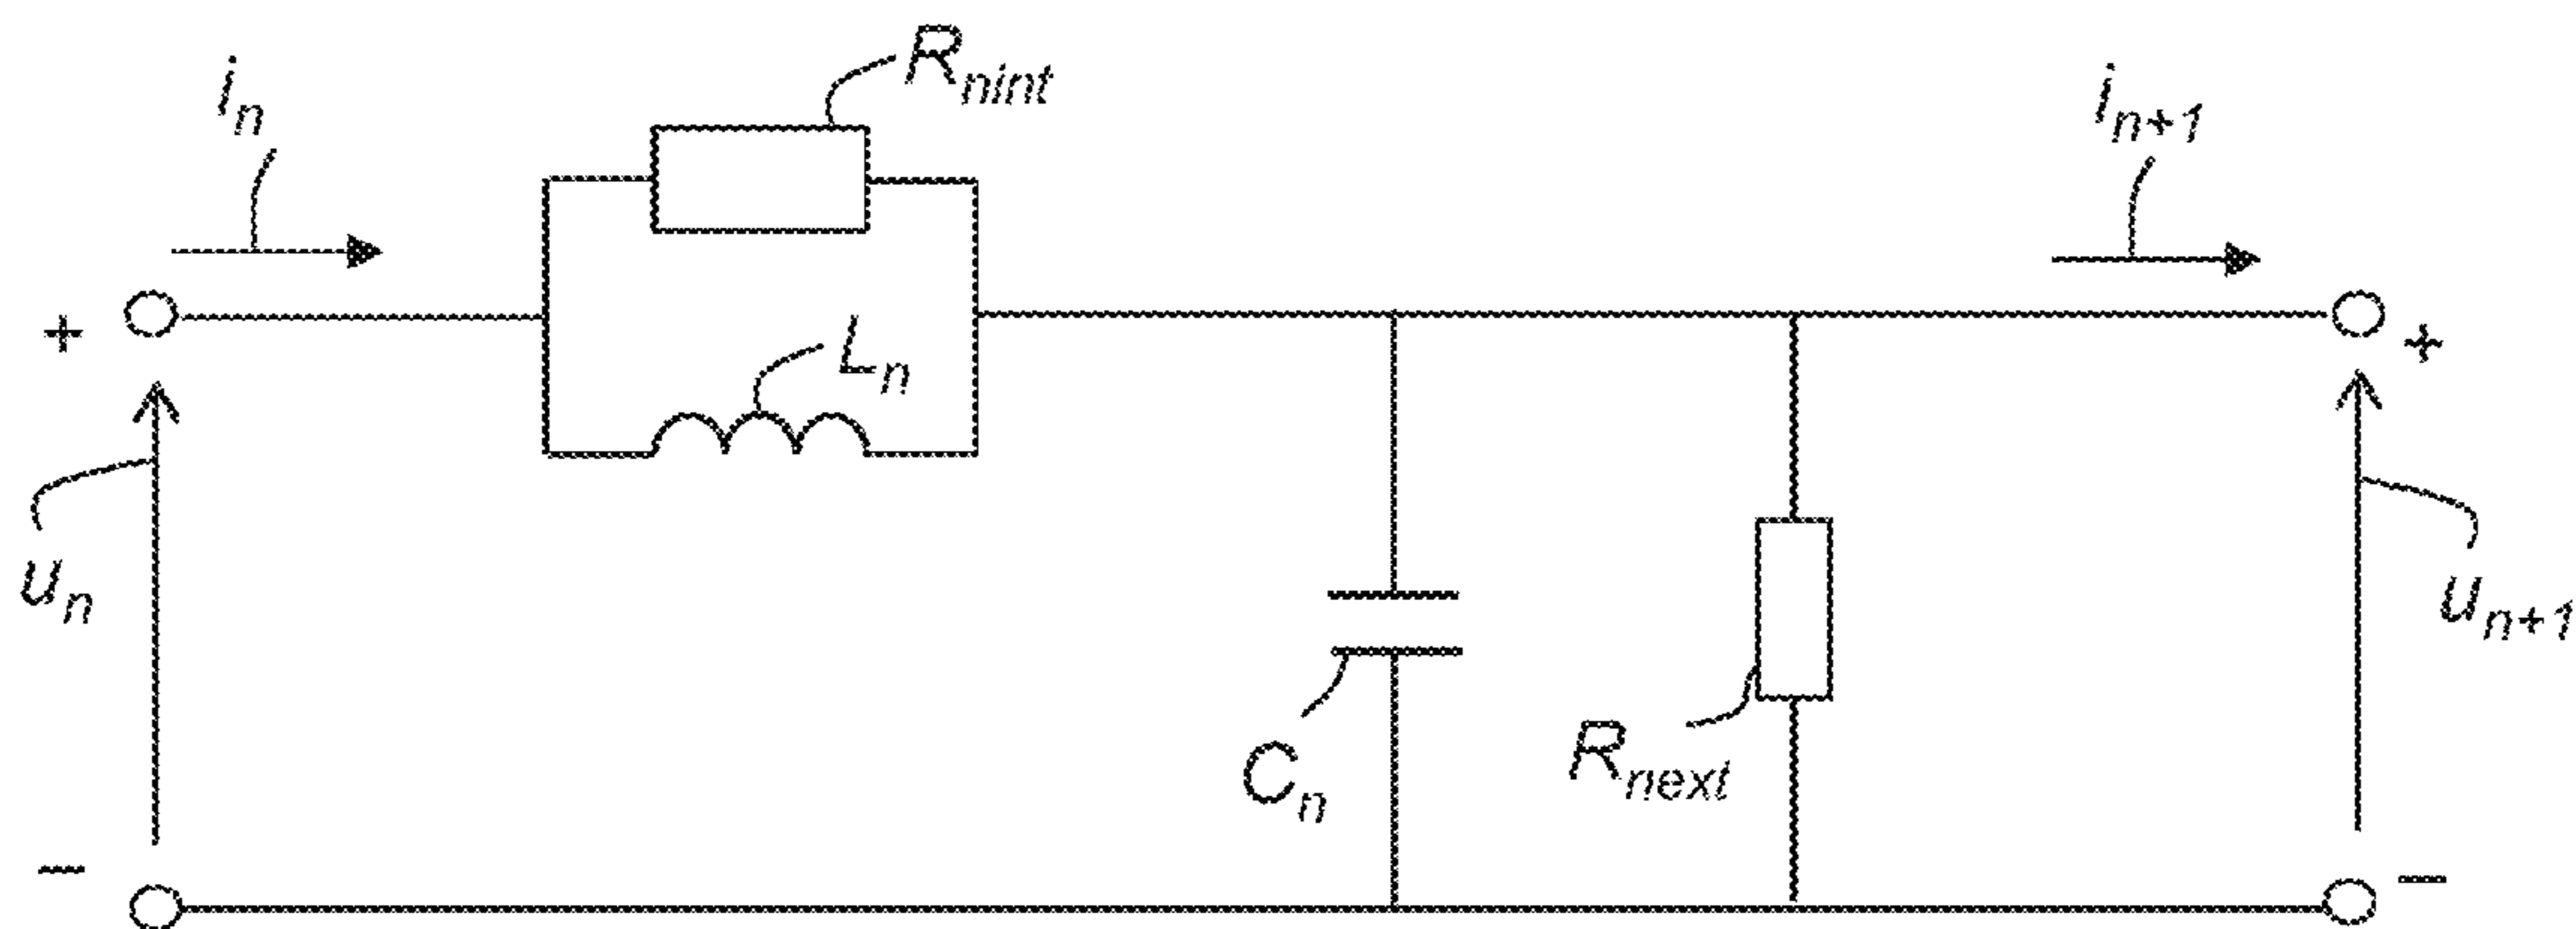 R_nint
i_n
i_n+1
+
L_n
+
u_n
u_n+1
C_n
R_next
−
−